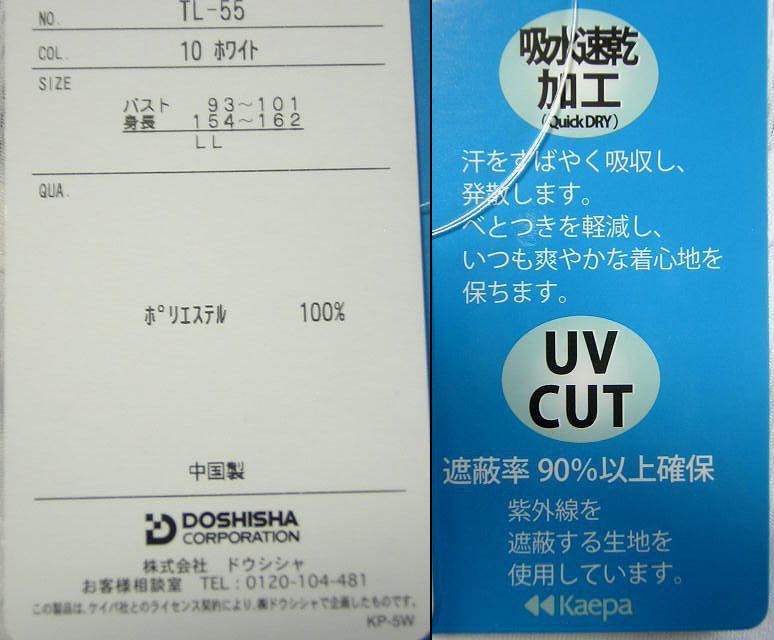 NO. TL-55
COL. 10 ホワイト
SIZE
バスト 93～101
身長 154～162
LL
QUA.
ポリエステル 100%
中国製
DOSHISHA
CORPORATION
株式会社 ドウシシャ
お客様相談室 TEL：0120-104-481
この製品は、ケイパ社とのライセンス契約により、㈱ドウシシャで企画したものです。
KP-5W
吸水速乾
加工
(Quick DRY)
汗をすばやく吸収し、
発散します。
べとつきを軽減し、
いつも爽やかな着心地を
保ちます。
UV
CUT
遮蔽率 90%以上確保
紫外線を
遮蔽する生地を
使用しています。
Kaepa